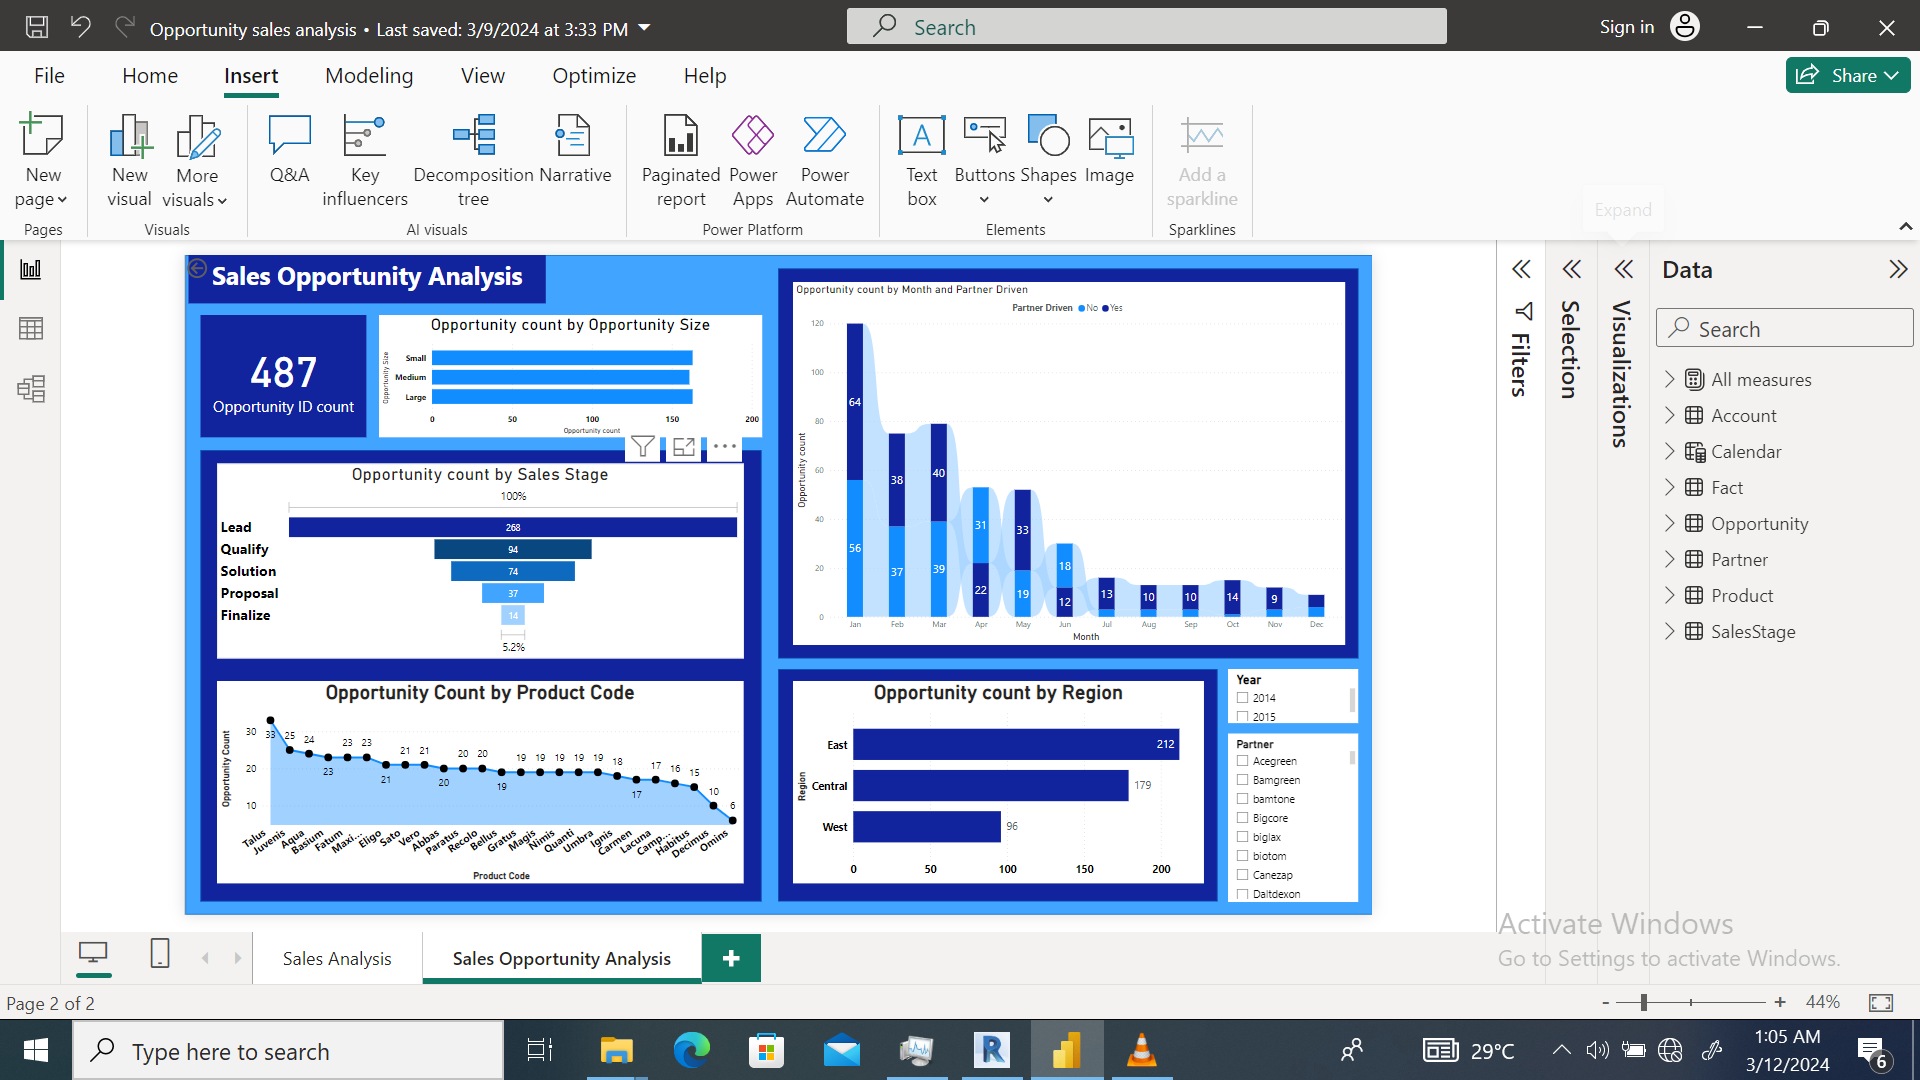 Opportunity sales analysis • Last saved: 3/9/2024 at 3:33 PM
Search
Sign in
File
Home
Insert
Modeling
View
Optimize
Help
Share
New page
New visual
More visuals
Q&A
Key influencers
Decomposition tree
Narrative
Paginated report
Power Apps
Power Automate
Text box
Buttons
Shapes
Image
Add a sparkline
Expand
Pages
Visuals
AI visuals
Power Platform
Elements
Sparklines
Sales Opportunity Analysis
487
Opportunity ID count
Opportunity count by Opportunity Size
Opportunity Size
Small
Medium
Large
0 50 100 150 200
Opportunity count
Opportunity count by Sales Stage
100%
Lead 268
Qualify 94
Solution 74
Proposal 37
Finalize 14
5.2%
Opportunity count by Month and Partner Driven
Partner Driven No Yes
Opportunity count
120
100
80
60
40
20
0
64 56
38 37
40 39
31 22
33 19
18 12
13
10
10
14
9
Jan Feb Mar Apr May Jun Jul Aug Sep Oct Nov Dec
Month
Opportunity Count by Product Code
Opportunity Count
30
20
10
33 25 24 23 23 23 21 21 21 20 20 20 19 19 19 19 19 19 18 17 17 16 15 10 6
Talus Juvenis Aqua Basium Fatum Maxi... Eligo Sato Vero Abbas Paratus Recolo Bellus Gratus Magis Nimis Quanti Umbra Ignis Carmen Lacuna Camp... Habitus Decimus Omins
Product Code
Opportunity count by Region
Region
East 212
Central 179
West 96
0 50 100 150 200
Year
2014
2015
Partner
Acegreen
Bamgreen
bamtone
Bigcore
biglax
biotom
Canezap
Daltdexon
Filters
Selection
Visualizations
Data
Search
All measures
Account
Calendar
Fact
Opportunity
Partner
Product
SalesStage
Activate Windows
Go to Settings to activate Windows.
Sales Analysis
Sales Opportunity Analysis
Page 2 of 2
- + 44%
Type here to search
29°C
1:05 AM
3/12/2024
6